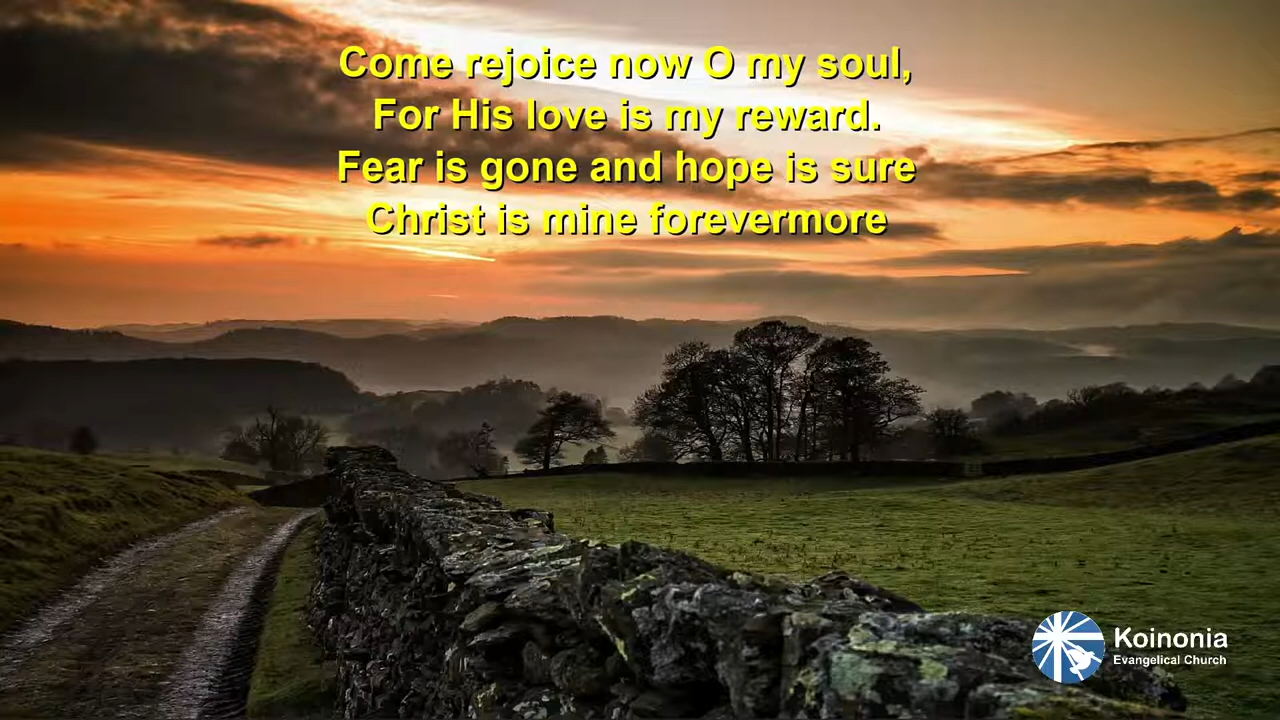 Come rejoice now O my soul,
For His love is my reward.
Fear is gone and hope is sure
Christ is mine forevermore
Koinonia
Evangelical Church